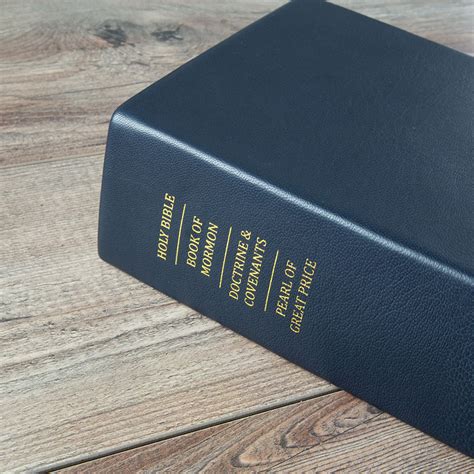 HOLY BIBLE
BOOK OF
MORMON
DOCTRINE &
COVENANTS
PEARL OF
GREAT PRICE